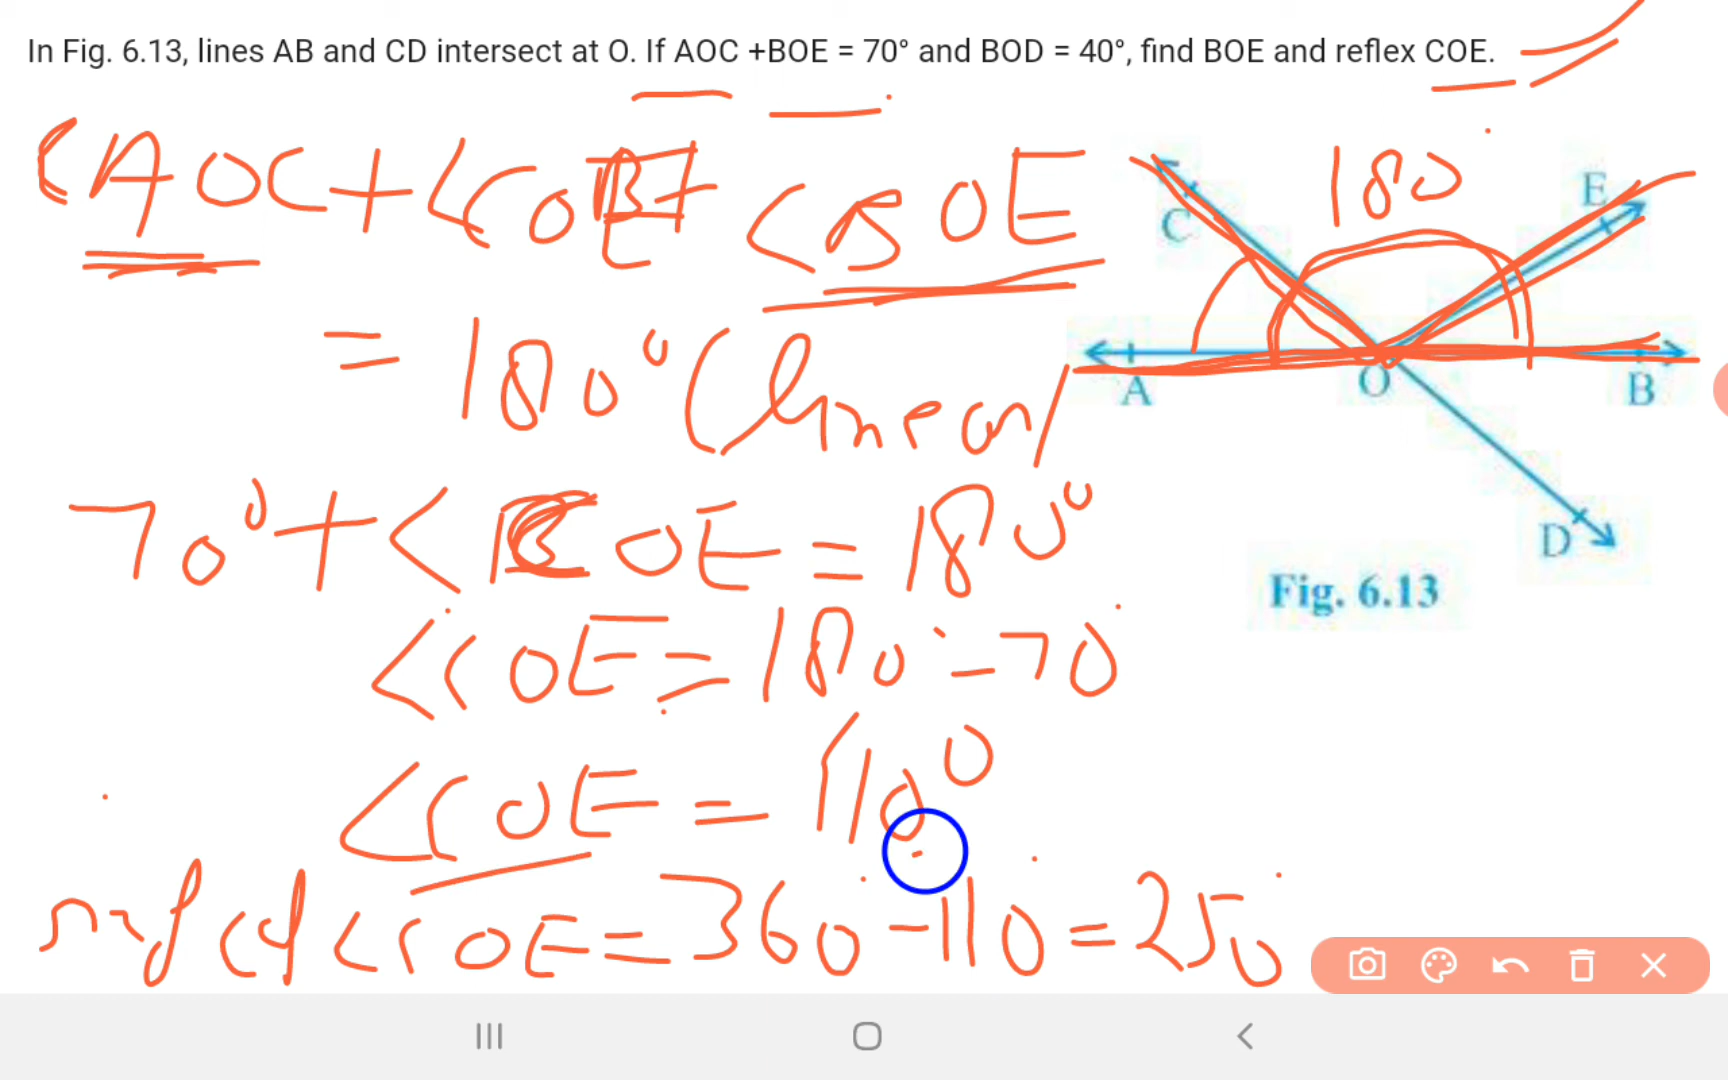 In Fig. 6.13, lines AB and CD intersect at O. If AOC +BOE = 70° and BOD = 40°, find BOE and reflex COE.
<AOC+<COE+ <BOE
= 180° (linear
70°+<COE = 180°
<COE = 180°-70°
<COE = 110°
<COE = 360°-110° = 250°
180
C
E
A
O
B
D
Fig. 6.13